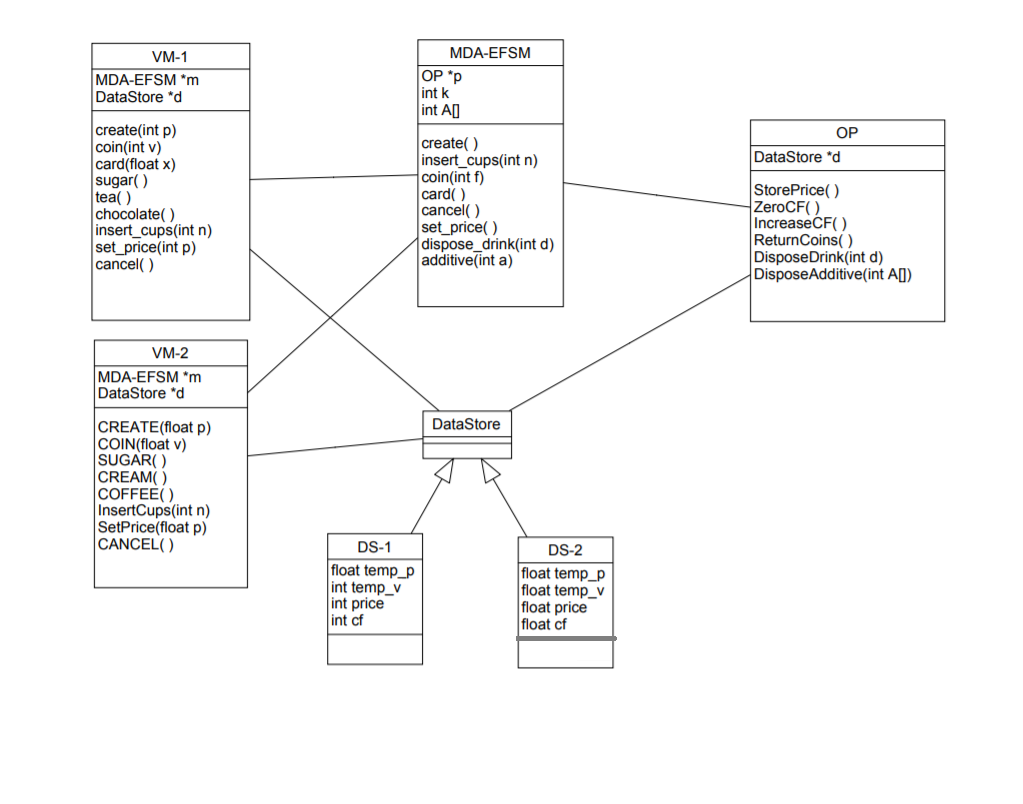 VM-1
MDA-EFSM *m
DataStore *d
create(int p)
coin(int v)
card(float x)
sugar( )
tea( )
chocolate( )
insert_cups(int n)
set_price(int p)
cancel( )
MDA-EFSM
OP *p
int k
int A[]
create( )
insert_cups(int n)
coin(int f)
card( )
cancel( )
set_price( )
dispose_drink(int d)
additive(int a)
OP
DataStore *d
StorePrice( )
ZeroCF( )
IncreaseCF( )
ReturnCoins( )
DisposeDrink(int d)
DisposeAdditive(int A[])
VM-2
MDA-EFSM *m
DataStore *d
CREATE(float p)
COIN(float v)
SUGAR( )
CREAM( )
COFFEE( )
InsertCups(int n)
SetPrice(float p)
CANCEL( )
DataStore
DS-1
float temp_p
int temp_v
int price
int cf
DS-2
float temp_p
float temp_v
float price
float cf